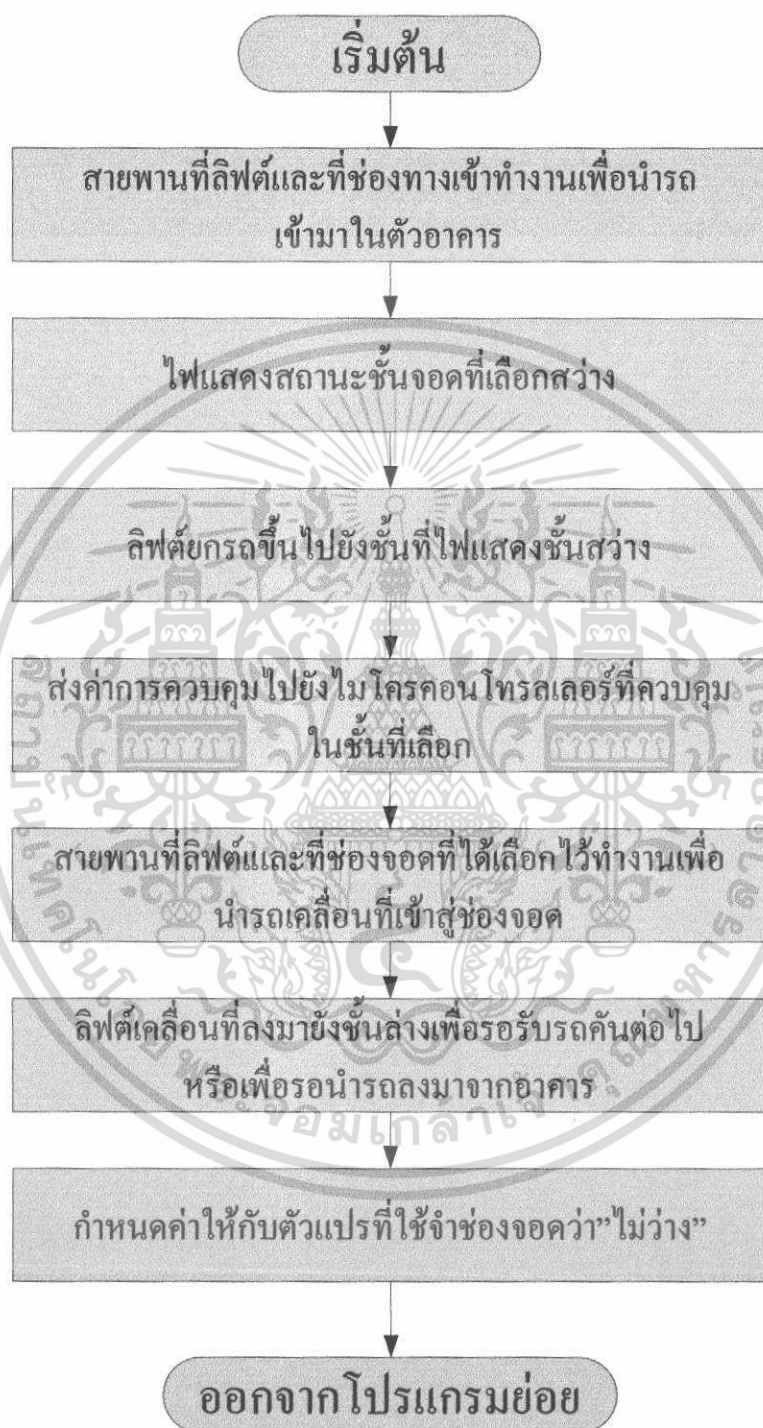 เริ่มต้น
สายพานที่ลิฟต์และที่ช่องทางเข้าทำงานเพื่อนำรถ
เข้ามาในตัวอาคาร
ไฟแสดงสถานะชั้นจอดที่เลือกสว่าง
ลิฟต์ยกรถขึ้นไปยังชั้นที่ไฟแสดงชั้นสว่าง
ส่งค่าการควบคุมไปยังไมโครคอนโทรลเลอร์ที่ควบคุม
ในชั้นที่เลือก
สายพานที่ลิฟต์และที่ช่องจอดที่ได้เลือกไว้ทำงานเพื่อ
นำรถเคลื่อนที่เข้าสู่ช่องจอด
ลิฟต์เคลื่อนที่ลงมายังชั้นล่างเพื่อรอรับรถคันต่อไป
หรือเพื่อรอนำรถลงมาจากอาคาร
กำหนดค่าให้กับตัวแปรที่ใช้จำช่องจอดว่า”ไม่ว่าง”
ออกจากโปรแกรมย่อย